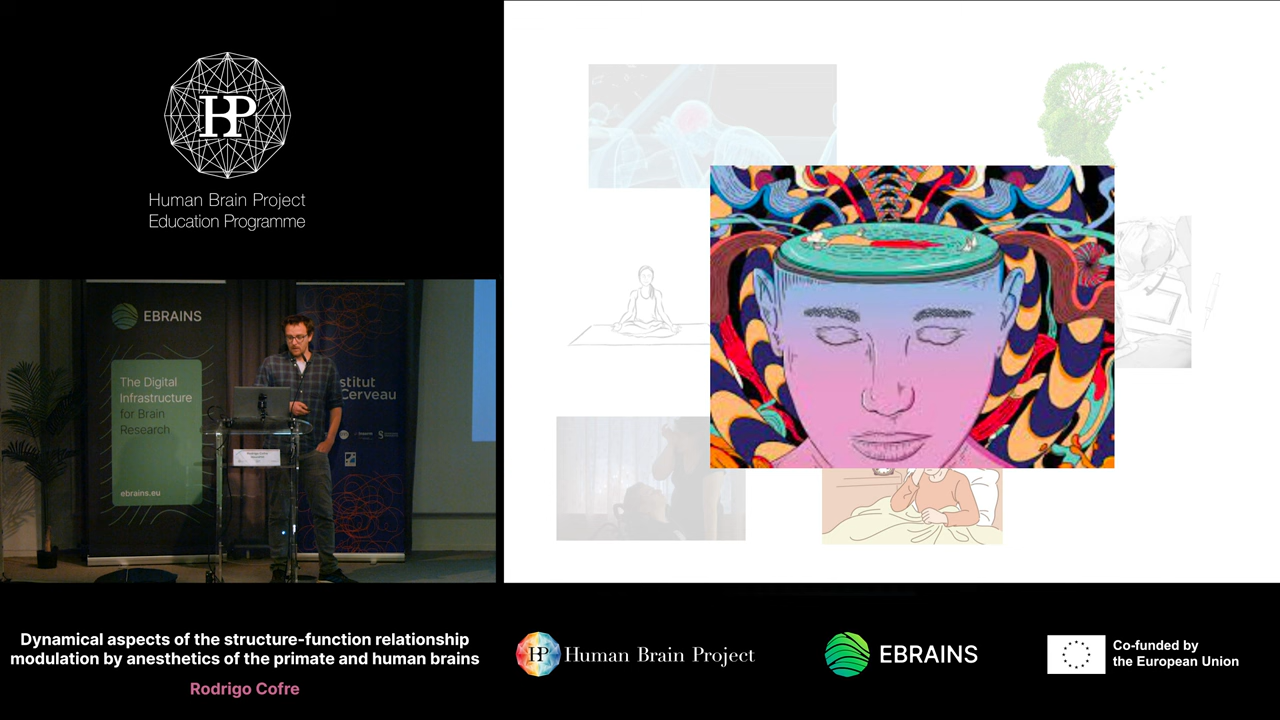 HP
Human Brain Project
Education Programme
EBRAINS
The Digital
Infrastructure
for Brain
Research
ebrains.eu
stitut
Cerveau
Dynamical aspects of the structure-function relationship
modulation by anesthetics of the primate and human brains
Rodrigo Cofre
HP Human Brain Project
EBRAINS
Co-funded by
the European Union